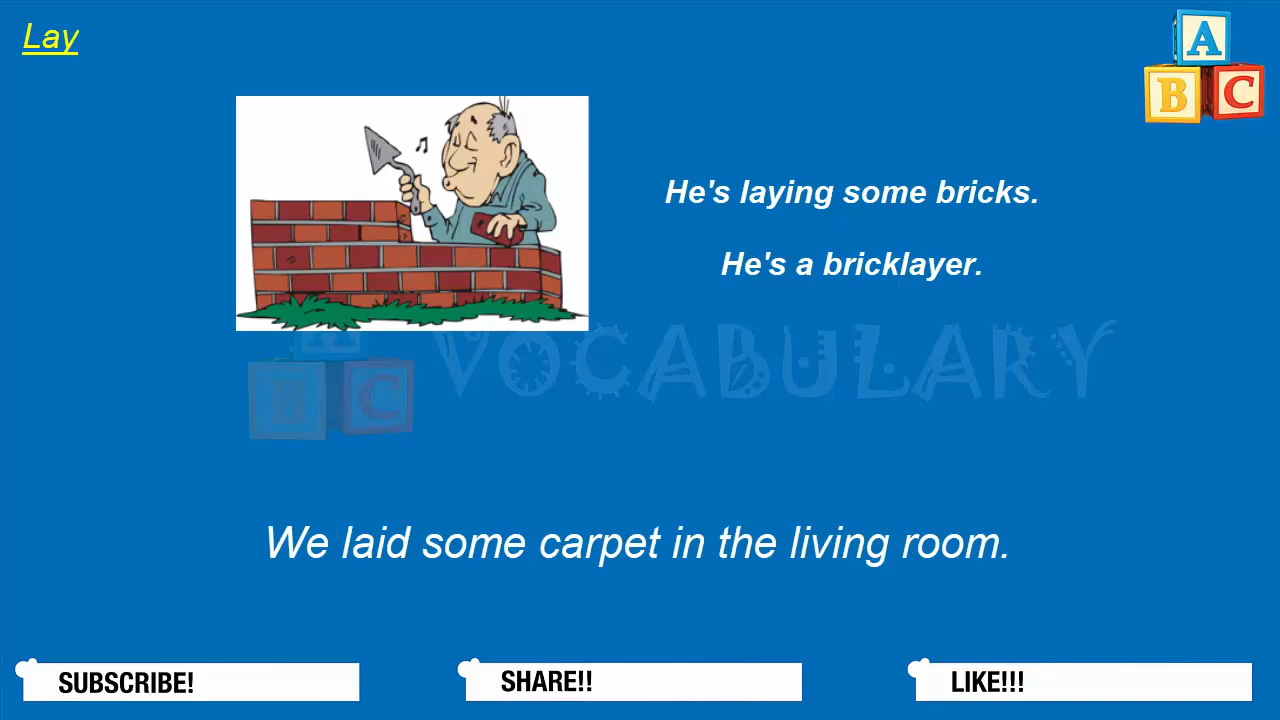 Lay
A
B C
He's laying some bricks.
He's a bricklayer.
A
B C
VOCABULARY
We laid some carpet in the living room.
SUBSCRIBE!
SHARE!!
LIKE!!!